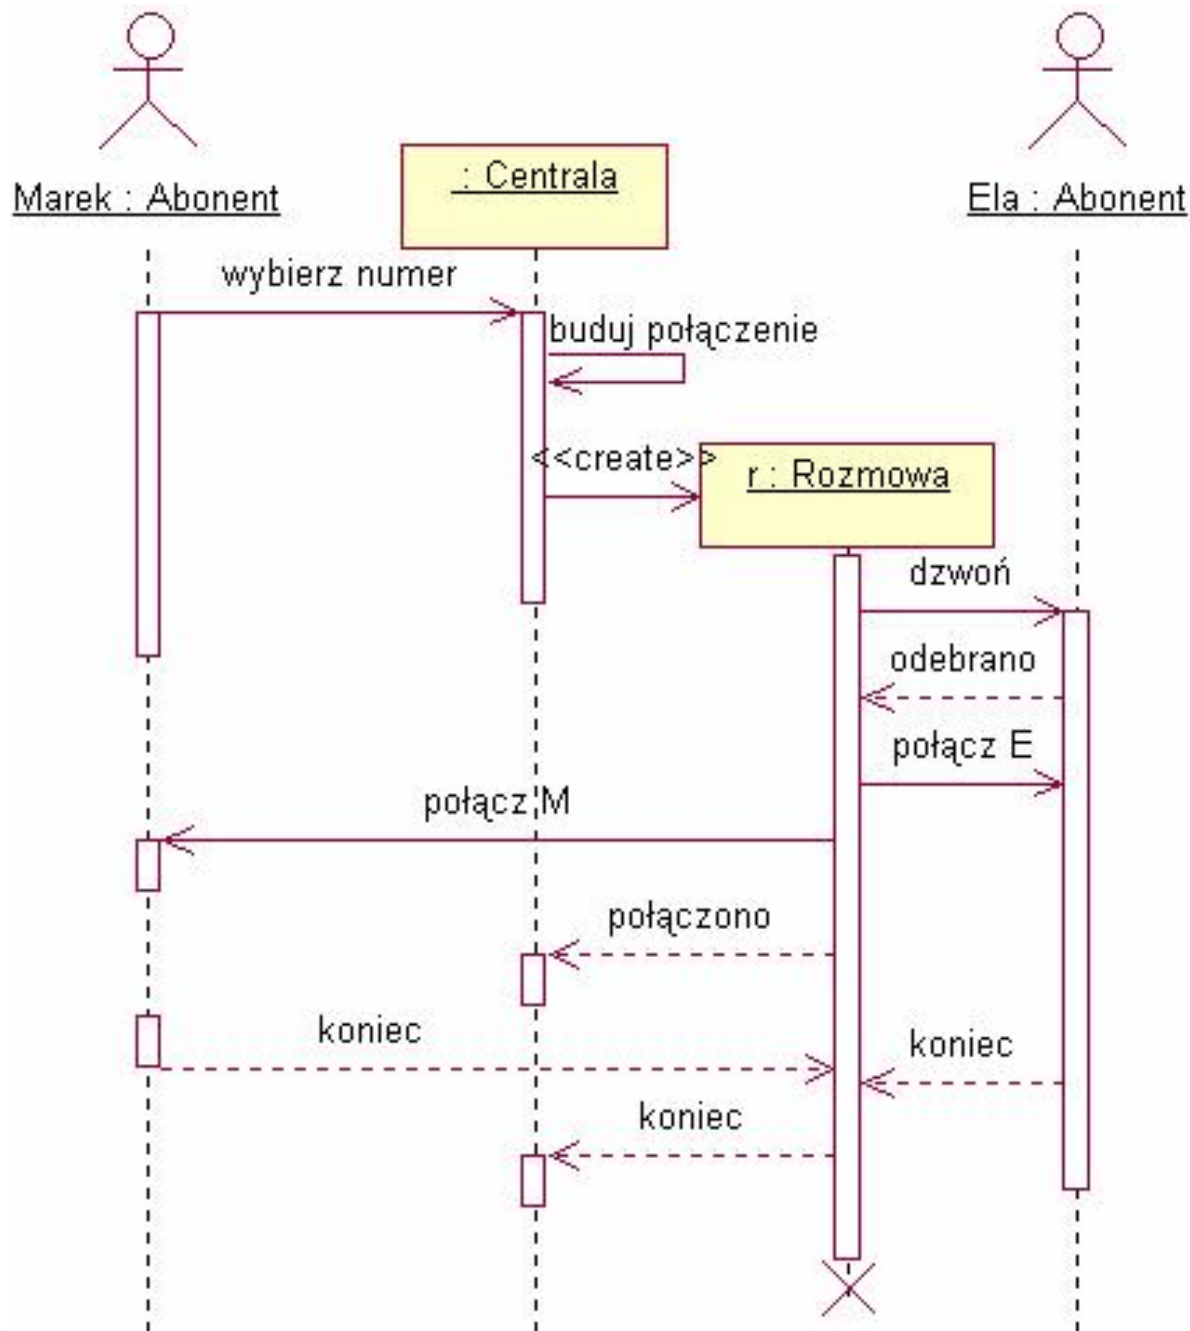 : Centrala
Marek : Abonent
Ela : Abonent
wybierz numer
buduj połączenie
<<create>>
r : Rozmowa
dzwoń
odebrano
połącz E
połącz M
połączono
koniec
koniec
koniec